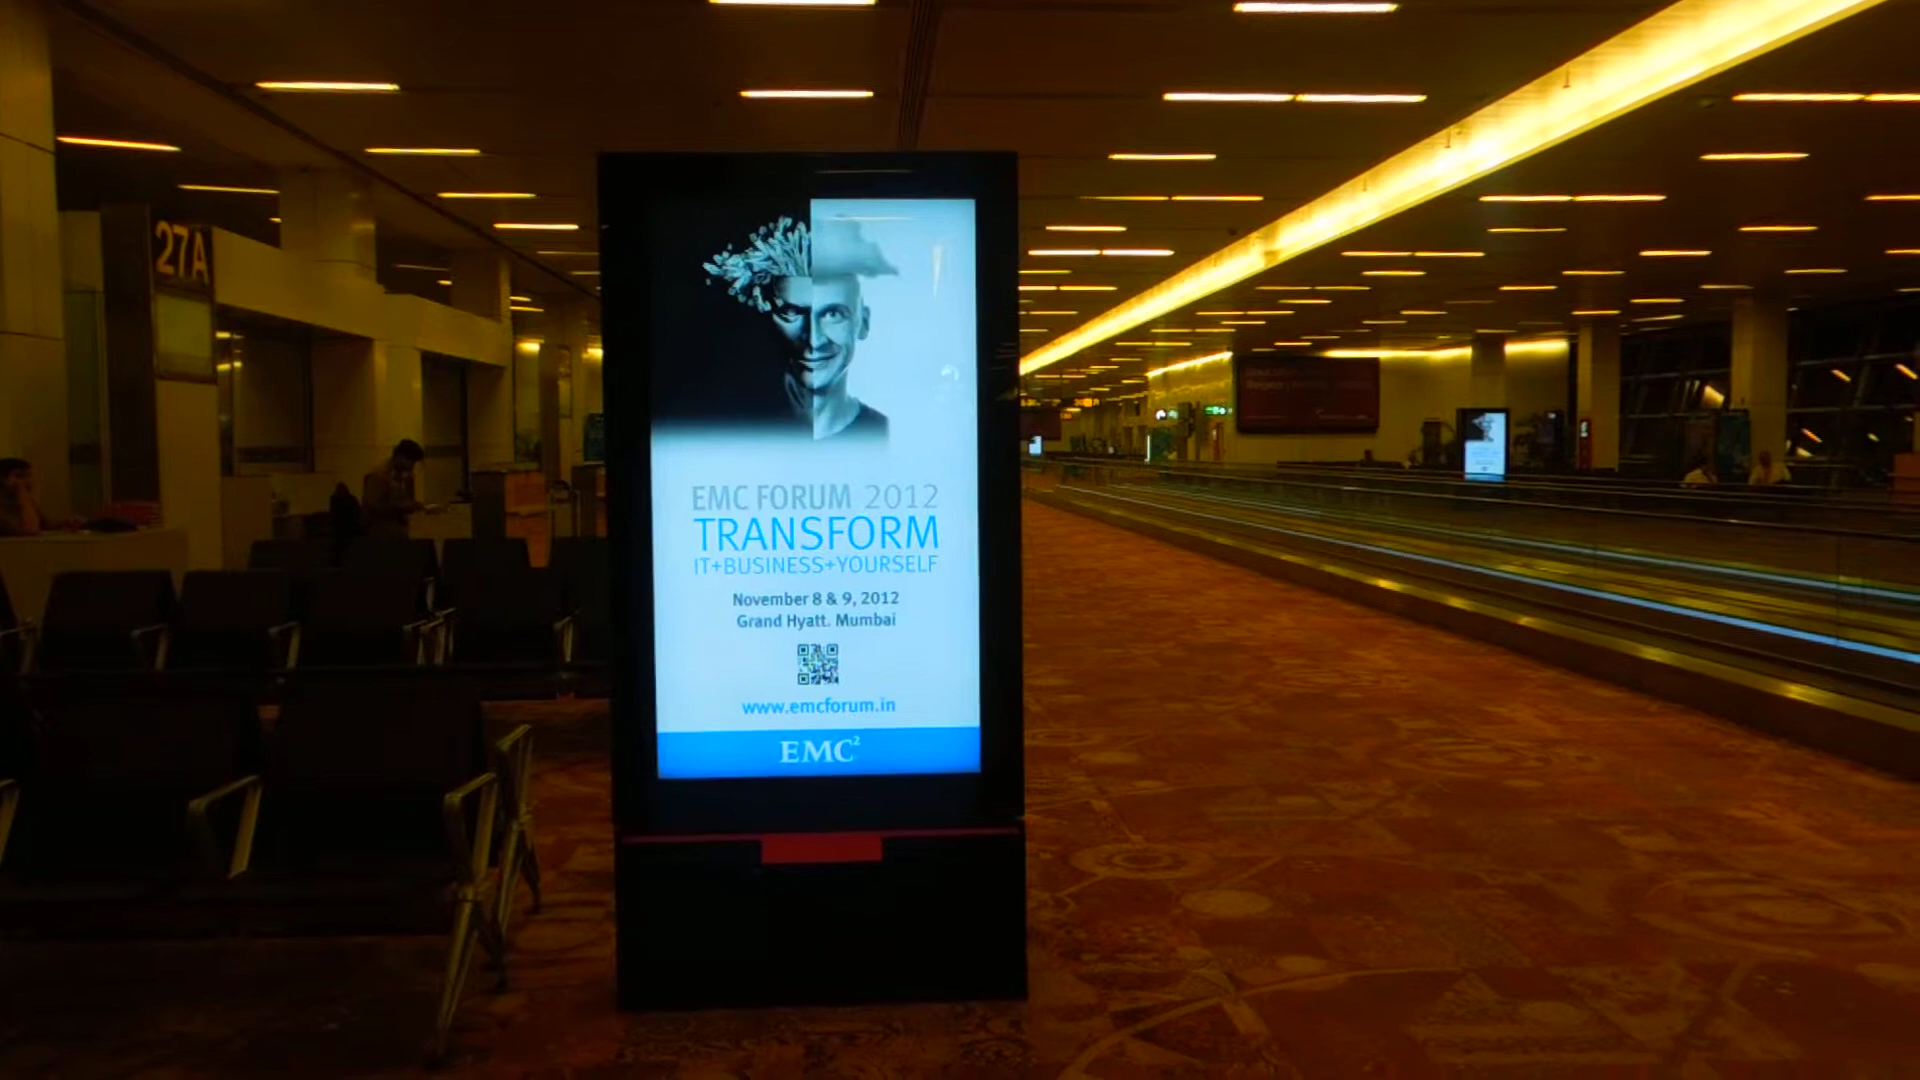 27A
EMC FORUM 2012
TRANSFORM
IT+BUSINESS+YOURSELF
November 8 & 9, 2012
Grand Hyatt. Mumbai
www.emcforum.in
EMC²